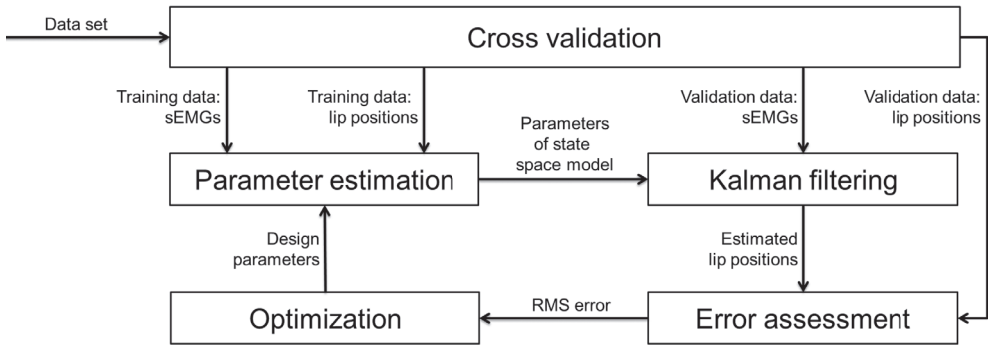 Data set
Cross validation
Training data:
sEMGs
Training data:
lip positions
Validation data:
sEMGs
Validation data:
lip positions
Parameters
of state
space model
Parameter estimation
Kalman filtering
Design
parameters
Estimated
lip positions
Optimization
RMS error
Error assessment